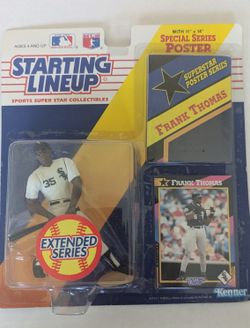 AGES 4 AND UP
WITH 11" x 14"
SPECIAL SERIES
POSTER
STARTING
LINEUP
SPORTS SUPER STAR COLLECTIBLES
SUPERSTAR
POSTER SERIES
FRANK THOMAS
35
EXTENDED
SERIES
FRANK THOMAS
Kenner